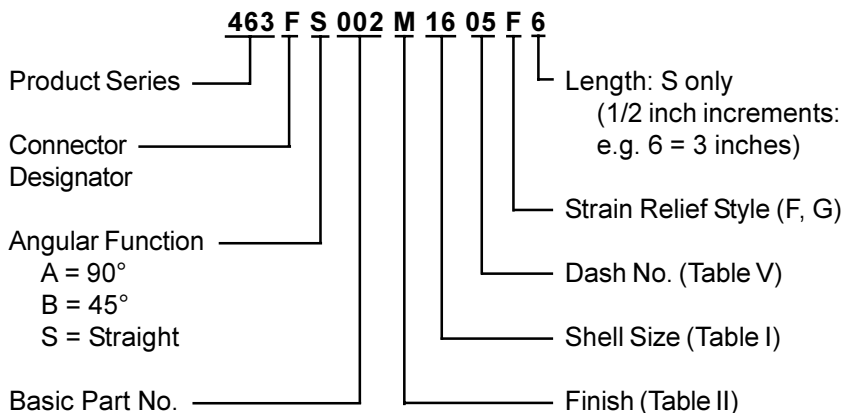 463 F S 002 M 16 05 F 6
Product Series
Connector
Designator
Angular Function
A = 90°
B = 45°
S = Straight
Basic Part No.
Length: S only
(1/2 inch increments:
e.g. 6 = 3 inches)
Strain Relief Style (F, G)
Dash No. (Table V)
Shell Size (Table I)
Finish (Table II)